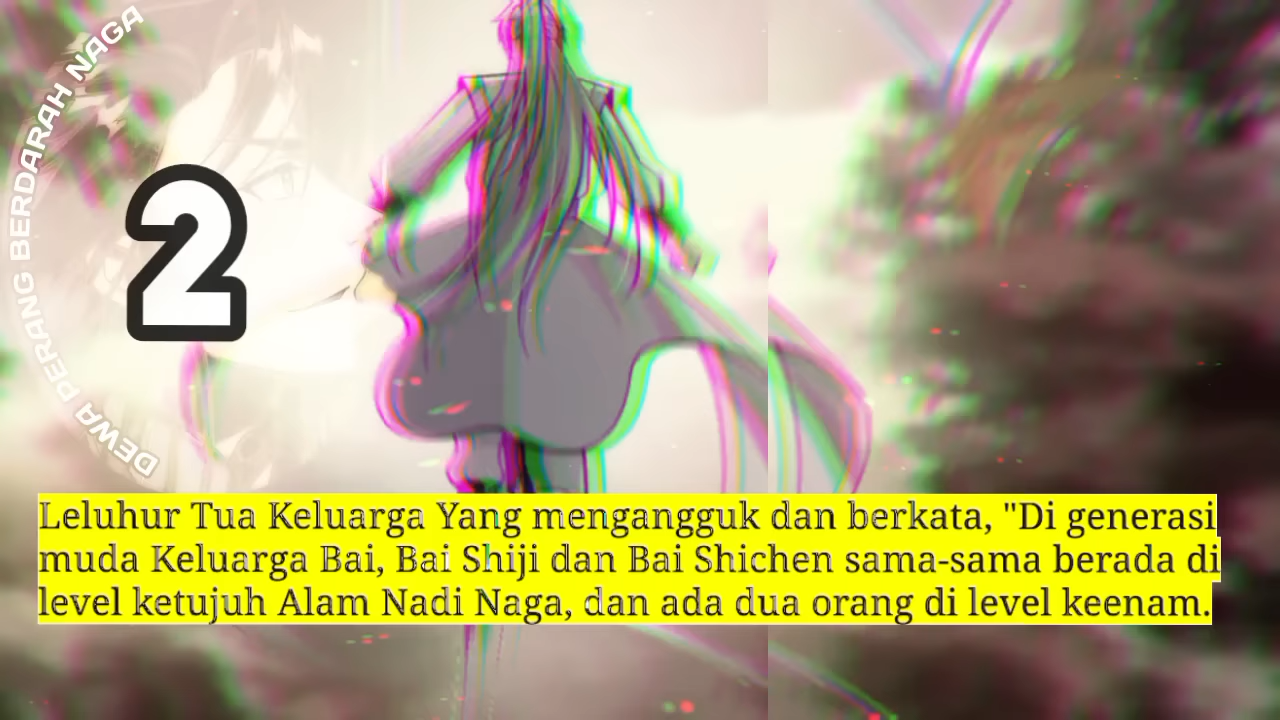 DEWA PERANG BERDARAH NAGA
2
Leluhur Tua Keluarga Yang mengangguk dan berkata, "Di generasi
muda Keluarga Bai, Bai Shiji dan Bai Shichen sama-sama berada di
level ketujuh Alam Nadi Naga, dan ada dua orang di level keenam.